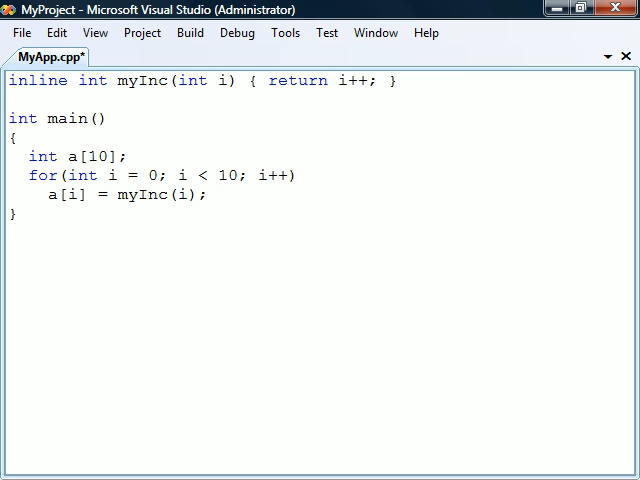 MyProject - Microsoft Visual Studio (Administrator)
File Edit View Project Build Debug Tools Test Window Help
MyApp.cpp*
inline int myInc(int i) { return i++; }
int main()
{
int a[10];
for(int i = 0; i < 10; i++)
a[i] = myInc(i);
}